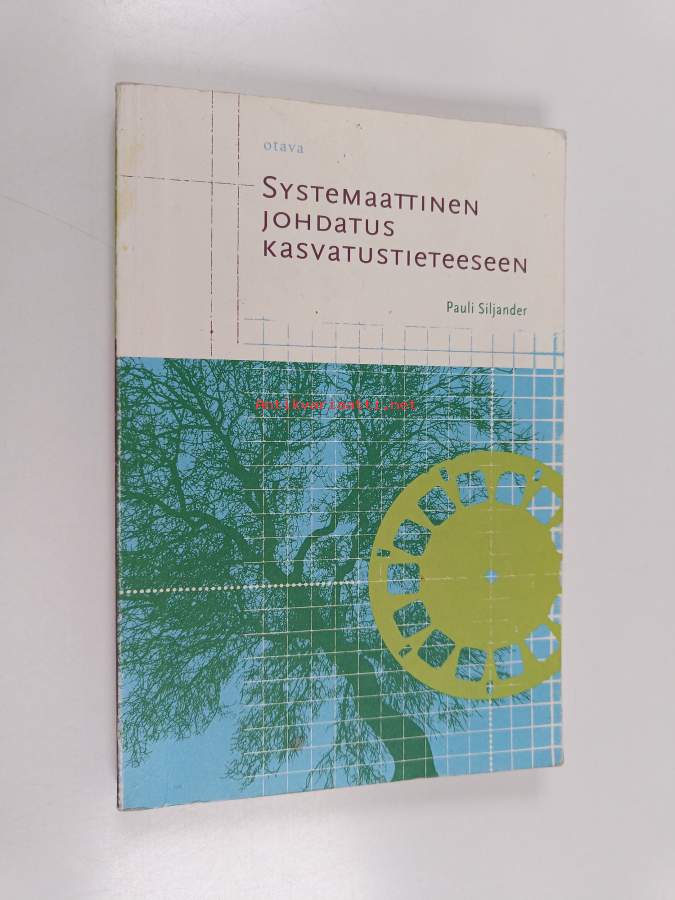 otava
SYSTEMAATTINEN
JOHDATUS
KASVATUSTIETEESEEN
Pauli Siljander
Antikvariaatti.net